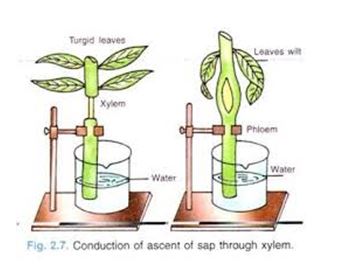 Turgid leaves
Leaves wilt
Xylem
Phloem
Water
Water
Fig. 2.7. Conduction of ascent of sap through xylem.